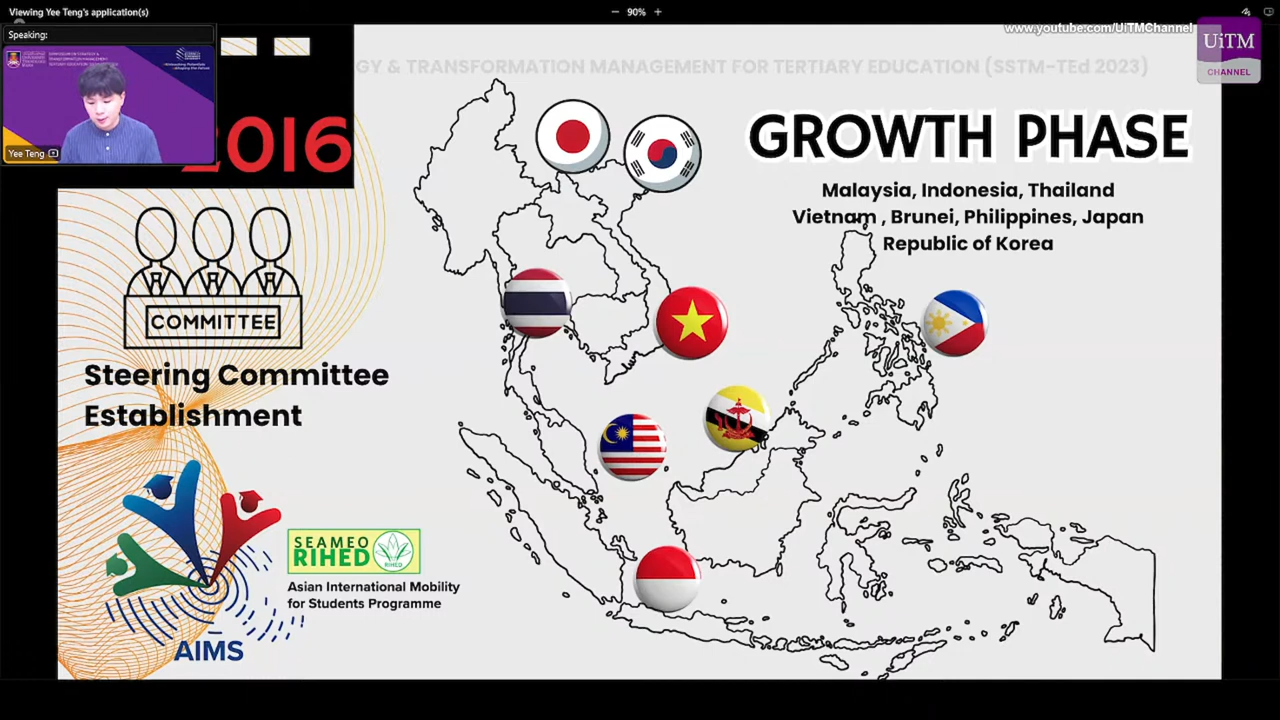 Viewing Yee Teng's application(s)
90%
Speaking:
Yee Teng
www.youtube.com/UiTMChannel
UiTM
CHANNEL
GY & TRANSFORMATION MANAGEMENT FOR TERTIARY EDUCATION (SSTM-TEd 2023)
2016
GROWTH PHASE
Malaysia, Indonesia, Thailand
Vietnam , Brunei, Philippines, Japan
Republic of Korea
COMMITTEE
Steering Committee
Establishment
SEAMEO
RIHED
RIHED
Asian International Mobility
for Students Programme
AIMS